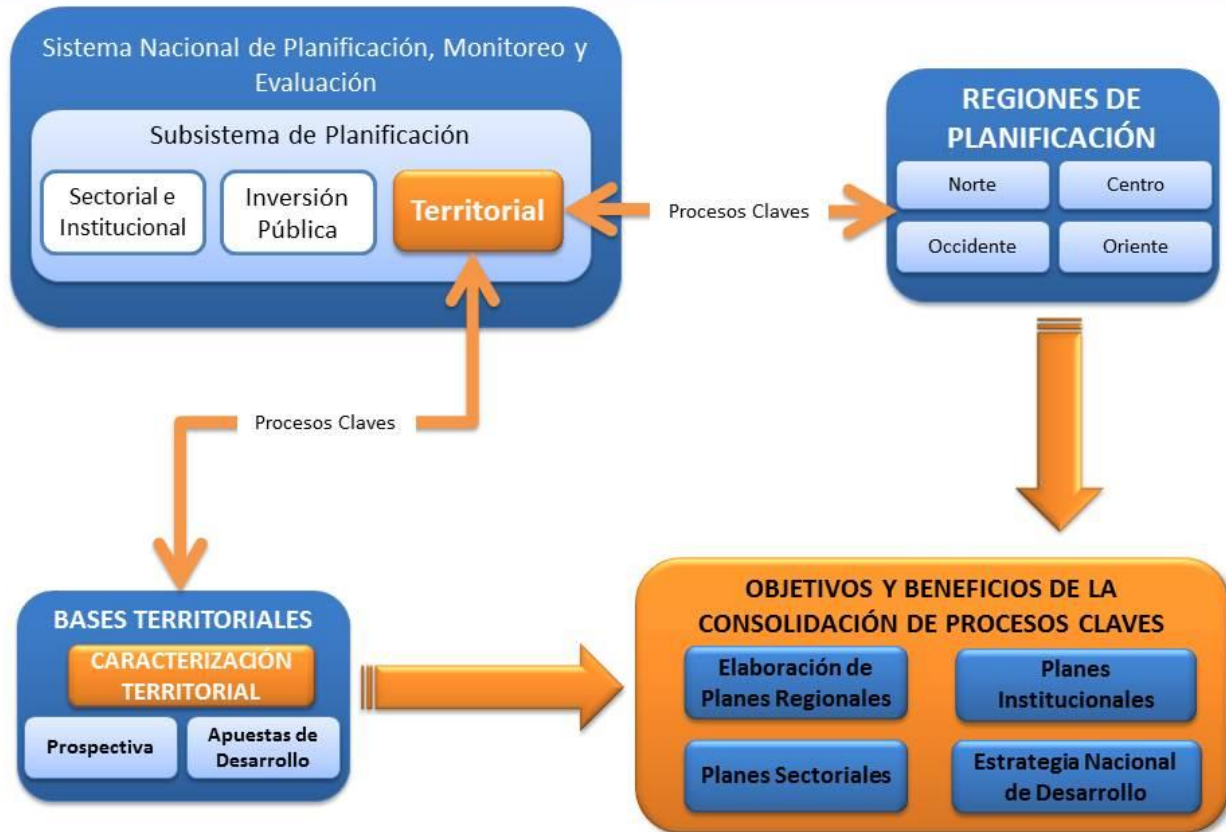 Sistema Nacional de Planificación, Monitoreo y
Evaluación
Subsistema de Planificación
Sectorial e
Institucional
Inversión
Pública
Territorial
Procesos Claves
REGIONES DE
PLANIFICACIÓN
Norte
Centro
Occidente
Oriente
Procesos Claves
BASES TERRITORIALES
CARACTERIZACIÓN
TERRITORIAL
Prospectiva
Apuestas de
Desarrollo
OBJETIVOS Y BENEFICIOS DE LA
CONSOLIDACIÓN DE PROCESOS CLAVES
Elaboración de
Planes Regionales
Planes
Institucionales
Planes Sectoriales
Estrategia Nacional
de Desarrollo